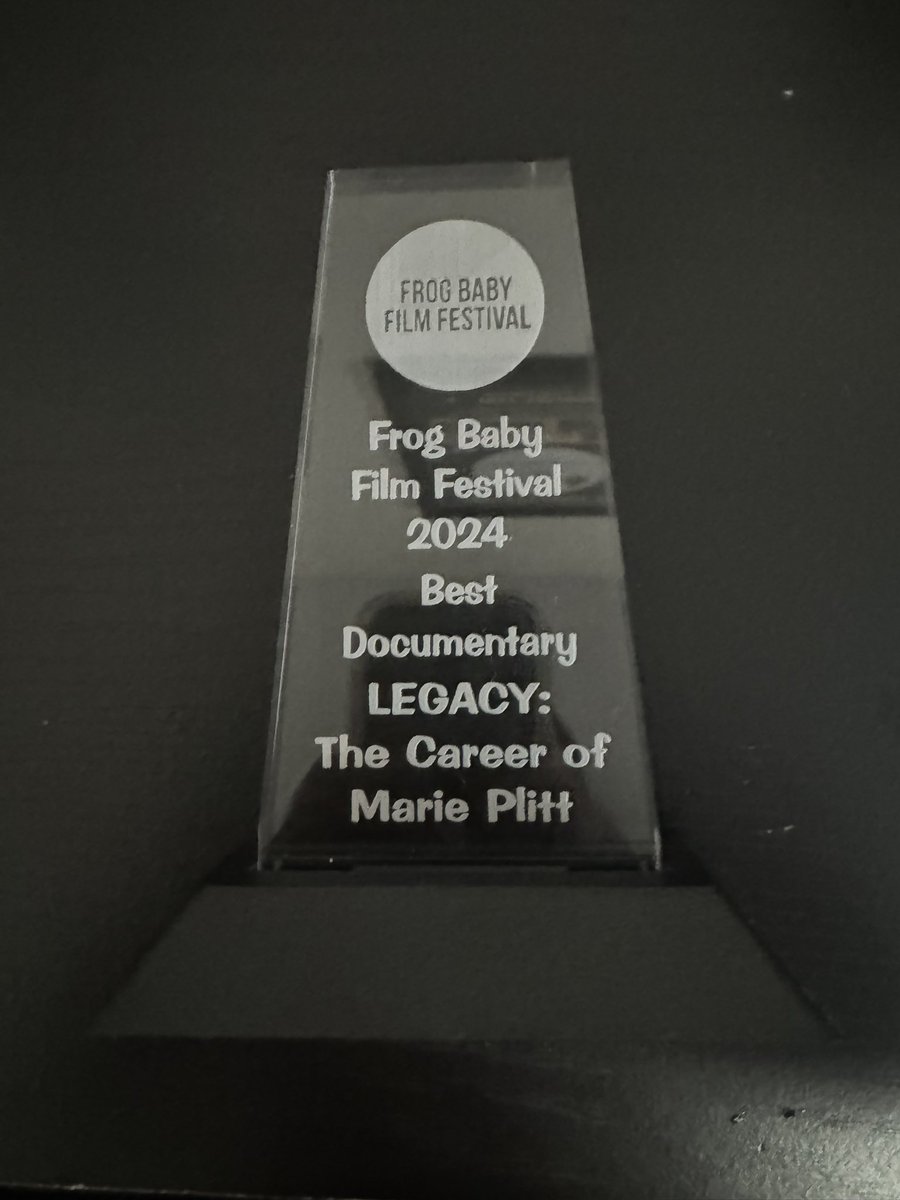 FROG BABY
FILM FESTIVAL
Frog Baby
Film Festival
2024
Best
Documentary
LEGACY:
The Career of
Marie Plitt